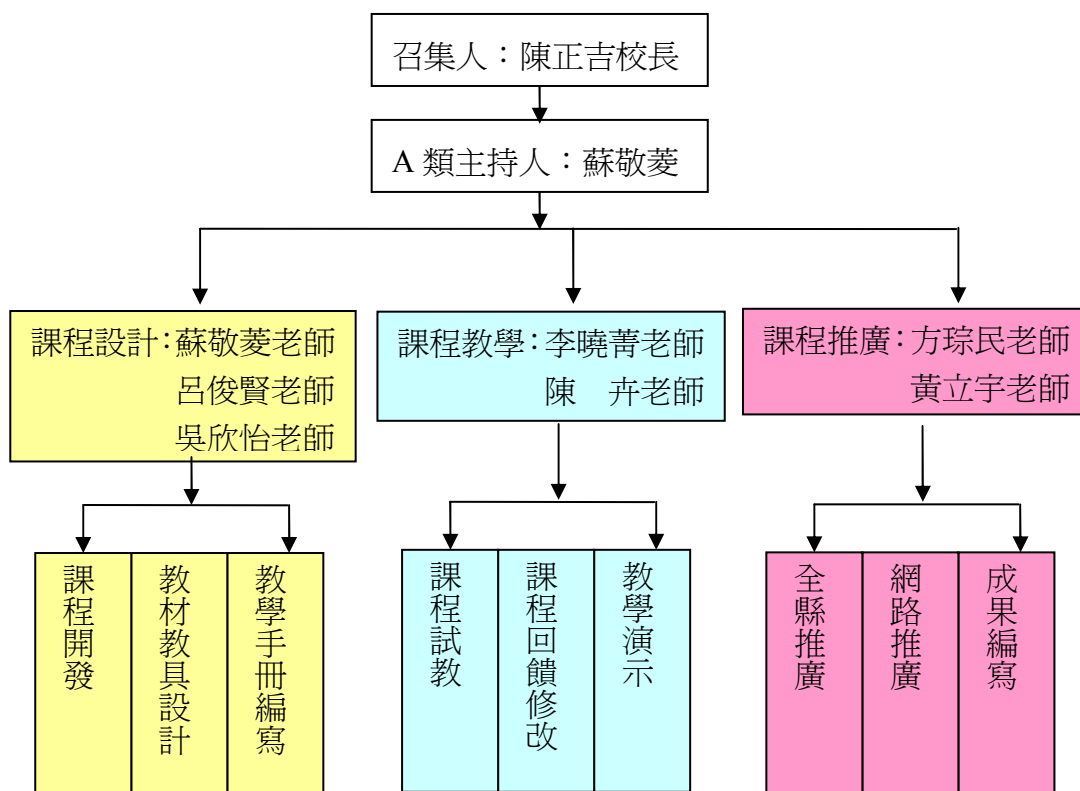 召集人：陳正吉校長
A 類主持人：蘇敬菱
課程設計：蘇敬菱老師
呂俊賢老師
吳欣怡老師
課程教學：李曉菁老師
陳　卉老師
課程推廣：方琮民老師
黃立宇老師
課程開發
教材教具設計
教學手冊編寫
課程試教
課程回饋修改
教學演示
全縣推廣
網路推廣
成果編寫